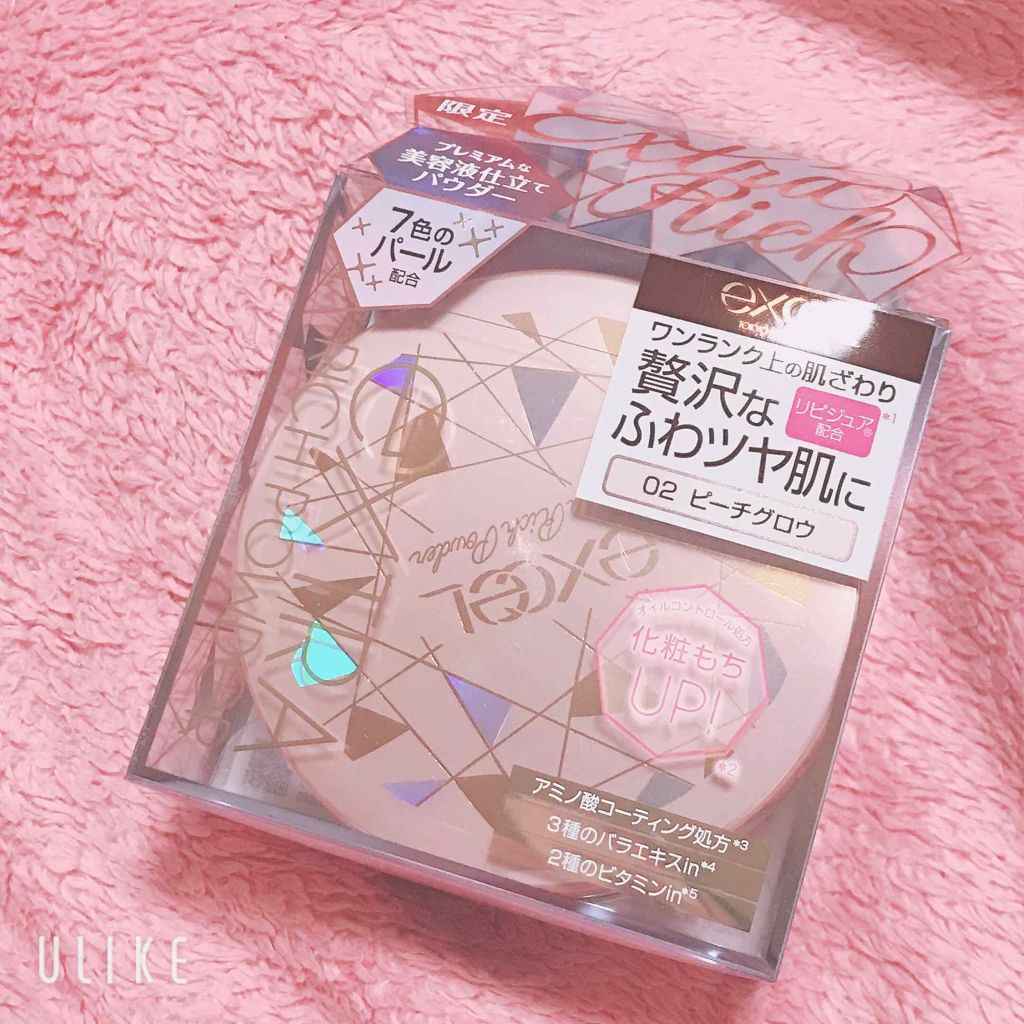 限定
Extra
Rich
プレミアムな
美容液仕立て
パウダー
7色の
パール
配合
TOKYO
ワンランク上の肌ざわり
贅沢な
リピジュア®*1
配合
ふわツヤ肌に
02 ピーチグロウ
RICH POWDER
excel
Rich Powder
オイルコントロール処方
化粧もち
UP!
*2
アミノ酸コーティング処方*3
3種のバラエキスin*4
2種のビタミンin*5
ULIKE